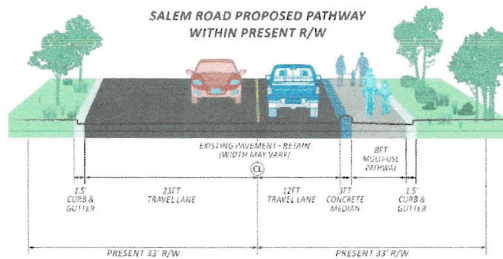 SALEM ROAD PROPOSED PATHWAY
WITHIN PRESENT R/W
EXISTING PAVEMENT - RETAIN
(WIDTH MAY VARY)
CL
1.5'
CURB &
GUTTER
23FT
TRAVEL LANE
12FT
TRAVEL LANE
3FT
CONCRETE
MEDIAN
8FT
MULTI-USE
PATHWAY
1.5'
CURB &
GUTTER
PRESENT 33' R/W
PRESENT 33' R/W